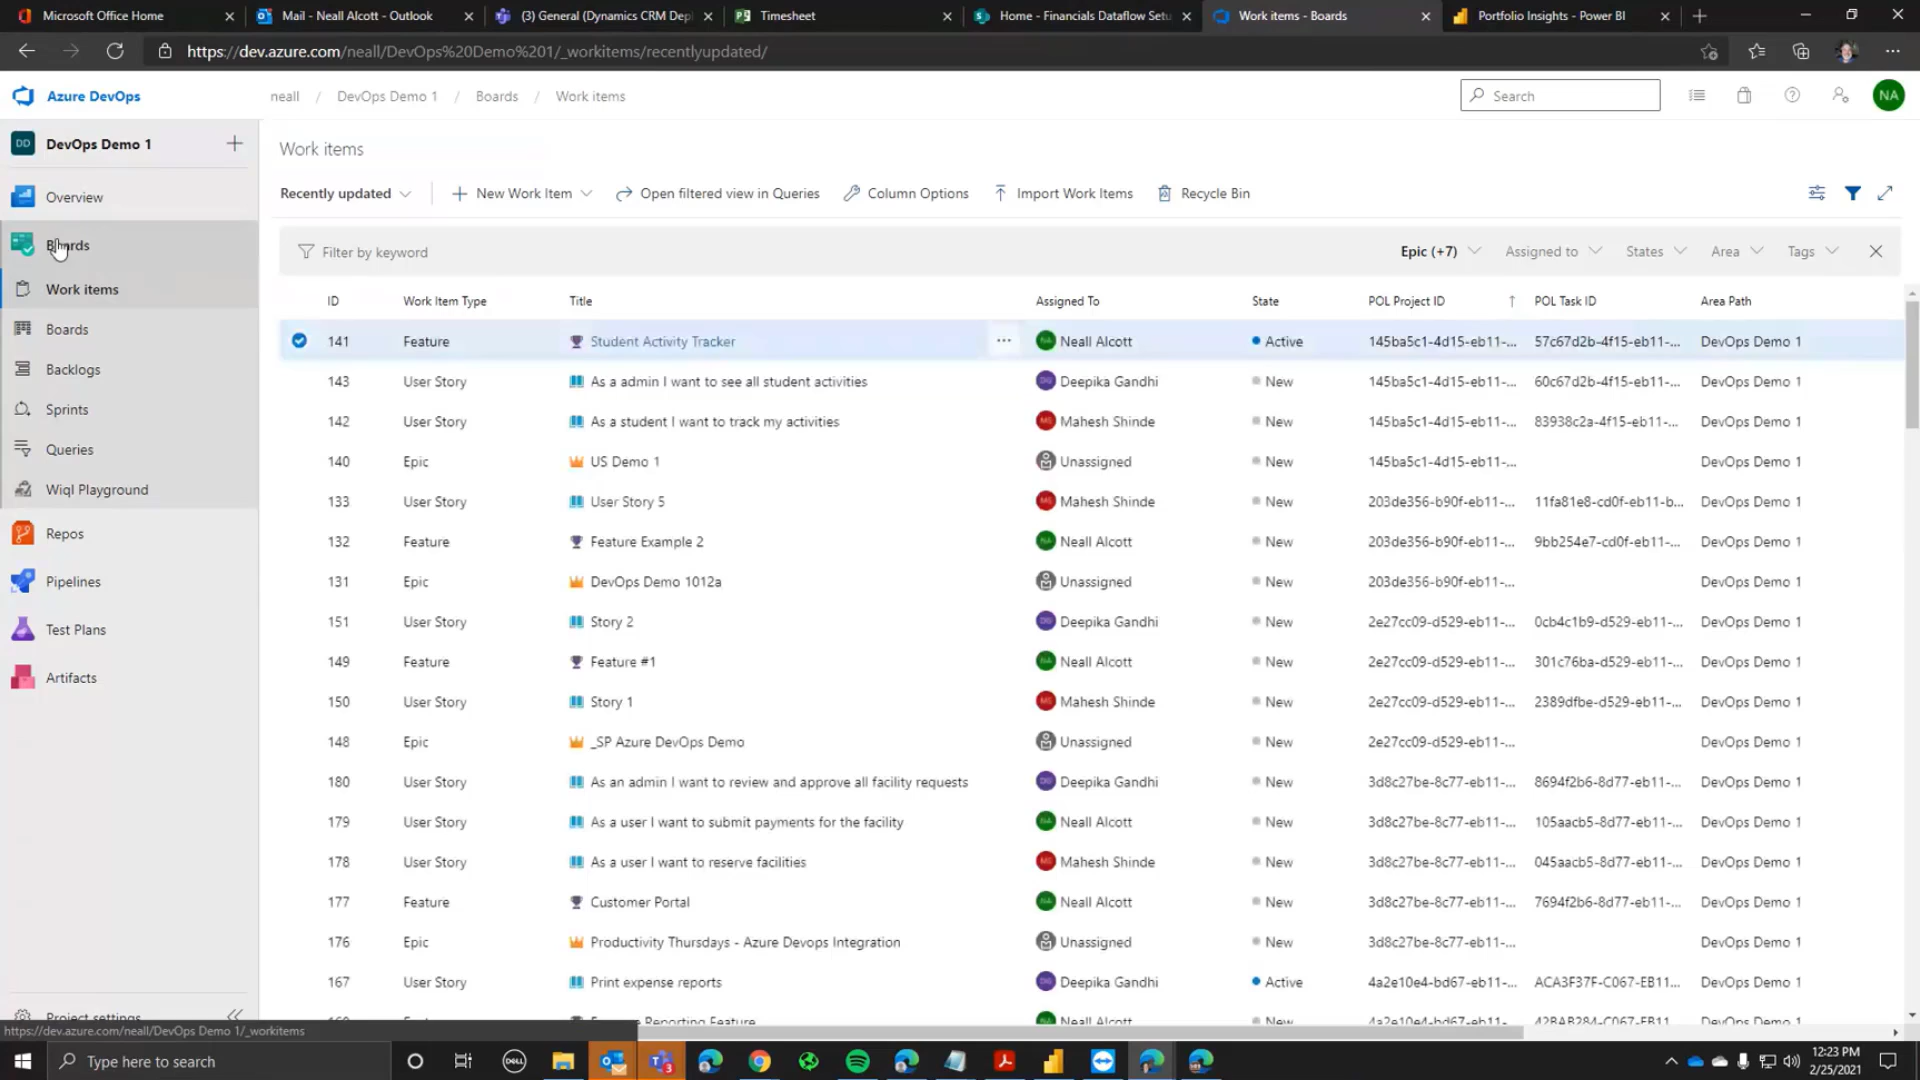 Microsoft Office Home
Mail - Neall Alcott - Outlook
(3) General (Dynamics CRM Dep
Timesheet
Home - Financials Dataflow Setu
Work items - Boards
Portfolio Insights - Power BI
https://dev.azure.com/neall/DevOps%20Demo%201/_workitems/recentlyupdated/
Azure DevOps
neall / DevOps Demo 1 / Boards / Work items
Search
NA
DD DevOps Demo 1
Overview
Boards
Work items
Boards
Backlogs
Sprints
Queries
Wiql Playground
Repos
Pipelines
Test Plans
Artifacts
Project settings
Work items
Recently updated
New Work Item
Open filtered view in Queries
Column Options
Import Work Items
Recycle Bin
Filter by keyword
Epic (+7)
Assigned to
States
Area
Tags
ID Work Item Type Title Assigned To State POL Project ID POL Task ID Area Path
141 Feature Student Activity Tracker ... Neall Alcott Active 145ba5c1-4d15-eb11-... 57c67d2b-4f15-eb11-... DevOps Demo 1
143 User Story As a admin I want to see all student activities Deepika Gandhi New 145ba5c1-4d15-eb11-... 60c67d2b-4f15-eb11-... DevOps Demo 1
142 User Story As a student I want to track my activities Mahesh Shinde New 145ba5c1-4d15-eb11-... 83938c2a-4f15-eb11-... DevOps Demo 1
140 Epic US Demo 1 Unassigned New 145ba5c1-4d15-eb11-... DevOps Demo 1
133 User Story User Story 5 Mahesh Shinde New 203de356-b90f-eb11-... 11fa81e8-cd0f-eb11-b... DevOps Demo 1
132 Feature Feature Example 2 Neall Alcott New 203de356-b90f-eb11-... 9bb254e7-cd0f-eb11-... DevOps Demo 1
131 Epic DevOps Demo 1012a Unassigned New 203de356-b90f-eb11-... DevOps Demo 1
151 User Story Story 2 Deepika Gandhi New 2e27cc09-d529-eb11-... 0cb4c1b9-d529-eb11-... DevOps Demo 1
149 Feature Feature #1 Neall Alcott New 2e27cc09-d529-eb11-... 301c76ba-d529-eb11-... DevOps Demo 1
150 User Story Story 1 Mahesh Shinde New 2e27cc09-d529-eb11-... 2389dfbe-d529-eb11-... DevOps Demo 1
148 Epic _SP Azure DevOps Demo Unassigned New 2e27cc09-d529-eb11-... DevOps Demo 1
180 User Story As an admin I want to review and approve all facility requests Deepika Gandhi New 3d8c27be-8c77-eb11-... 8694f2b6-8d77-eb11-... DevOps Demo 1
179 User Story As a user I want to submit payments for the facility Neall Alcott New 3d8c27be-8c77-eb11-... 105aacb5-8d77-eb11-... DevOps Demo 1
178 User Story As a user I want to reserve facilities Mahesh Shinde New 3d8c27be-8c77-eb11-... 045aacb5-8d77-eb11-... DevOps Demo 1
177 Feature Customer Portal Neall Alcott New 3d8c27be-8c77-eb11-... 7694f2b6-8d77-eb11-... DevOps Demo 1
176 Epic Productivity Thursdays - Azure Devops Integration Unassigned New 3d8c27be-8c77-eb11-... DevOps Demo 1
167 User Story Print expense reports Deepika Gandhi Active 4a2e10e4-bd67-eb11-... ACA3F37F-C067-EB11... DevOps Demo 1
Reporting Feature Neall Alcott New 4a2e10e4-bd67-eb11-... 42BAB284-C067-EB11... DevOps Demo 1
https://dev.azure.com/neall/DevOps Demo 1/_workitems
Type here to search
DELL
12:23 PM
2/25/2021